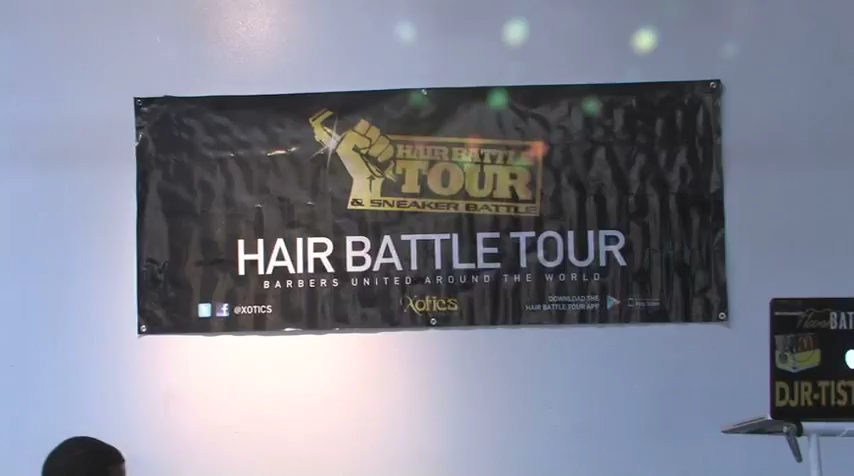 HAIR BATTLE
TOUR
& SNEAKER BATTLE
HAIR BATTLE TOUR
BARBERS UNITED AROUND THE WORLD
@XOTICS
Xotics
DOWNLOAD THE
HAIR BATTLE TOUR APP
BATTL
DJR-TIST